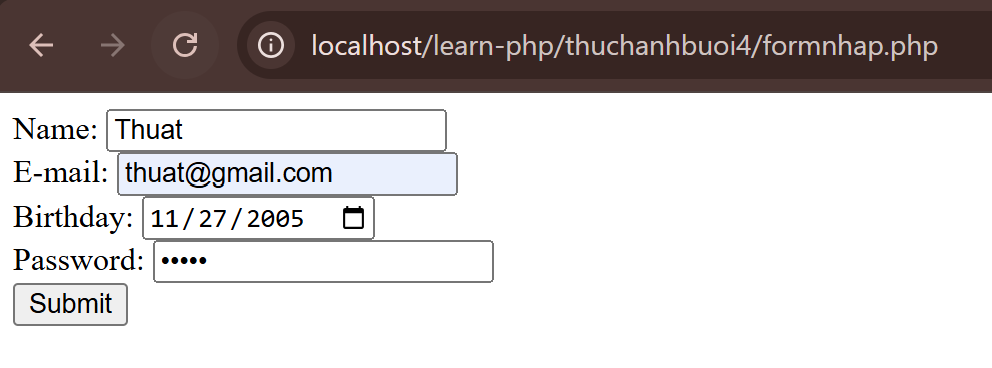 localhost/learn-php/thuchanhbuoi4/formnhap.php
Name: Thuat
E-mail: thuat@gmail.com
Birthday: 11/27/2005
Password: •••••
Submit